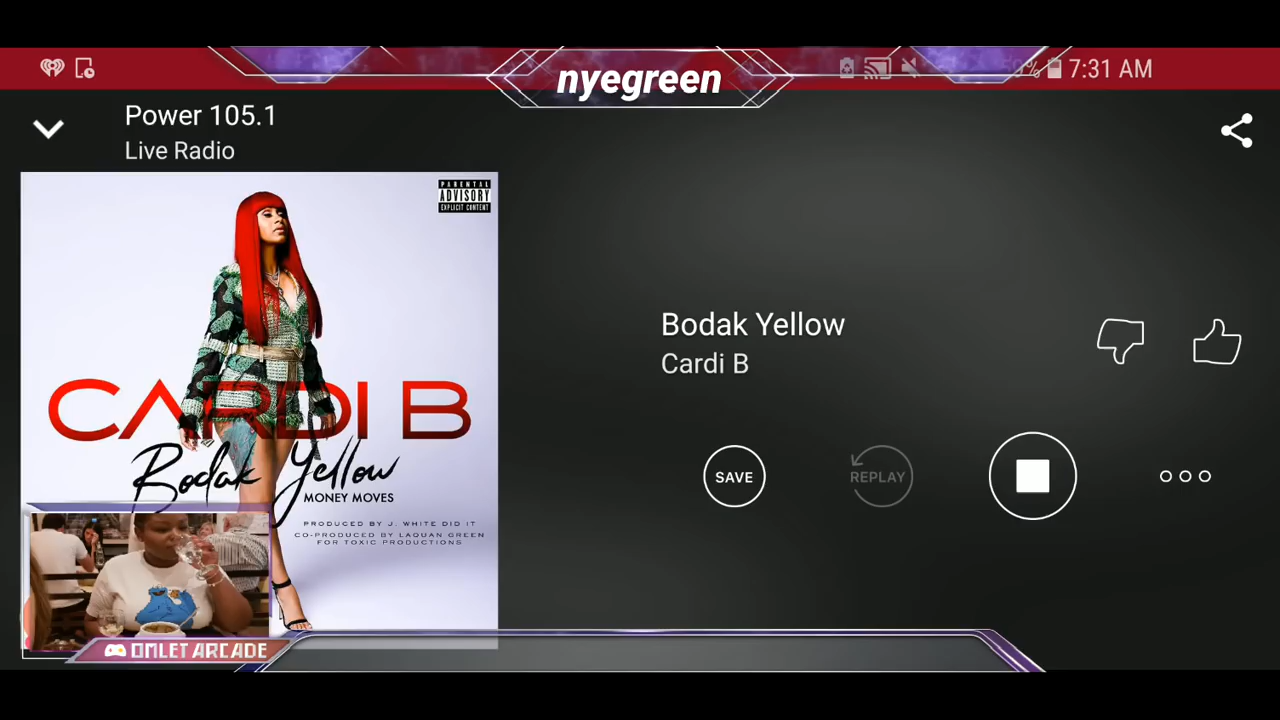 nyegreen
7:31 AM
Power 105.1
Live Radio
PARENTAL
ADVISORY
EXPLICIT CONTENT
CARDI B
Bodak Yellow
MONEY MOVES
PRODUCED BY J. WHITE DID IT
CO-PRODUCED BY LAQUAN GREEN
FOR TOXIC PRODUCTIONS
Bodak Yellow
Cardi B
SAVE
REPLAY
OMLET ARCADE